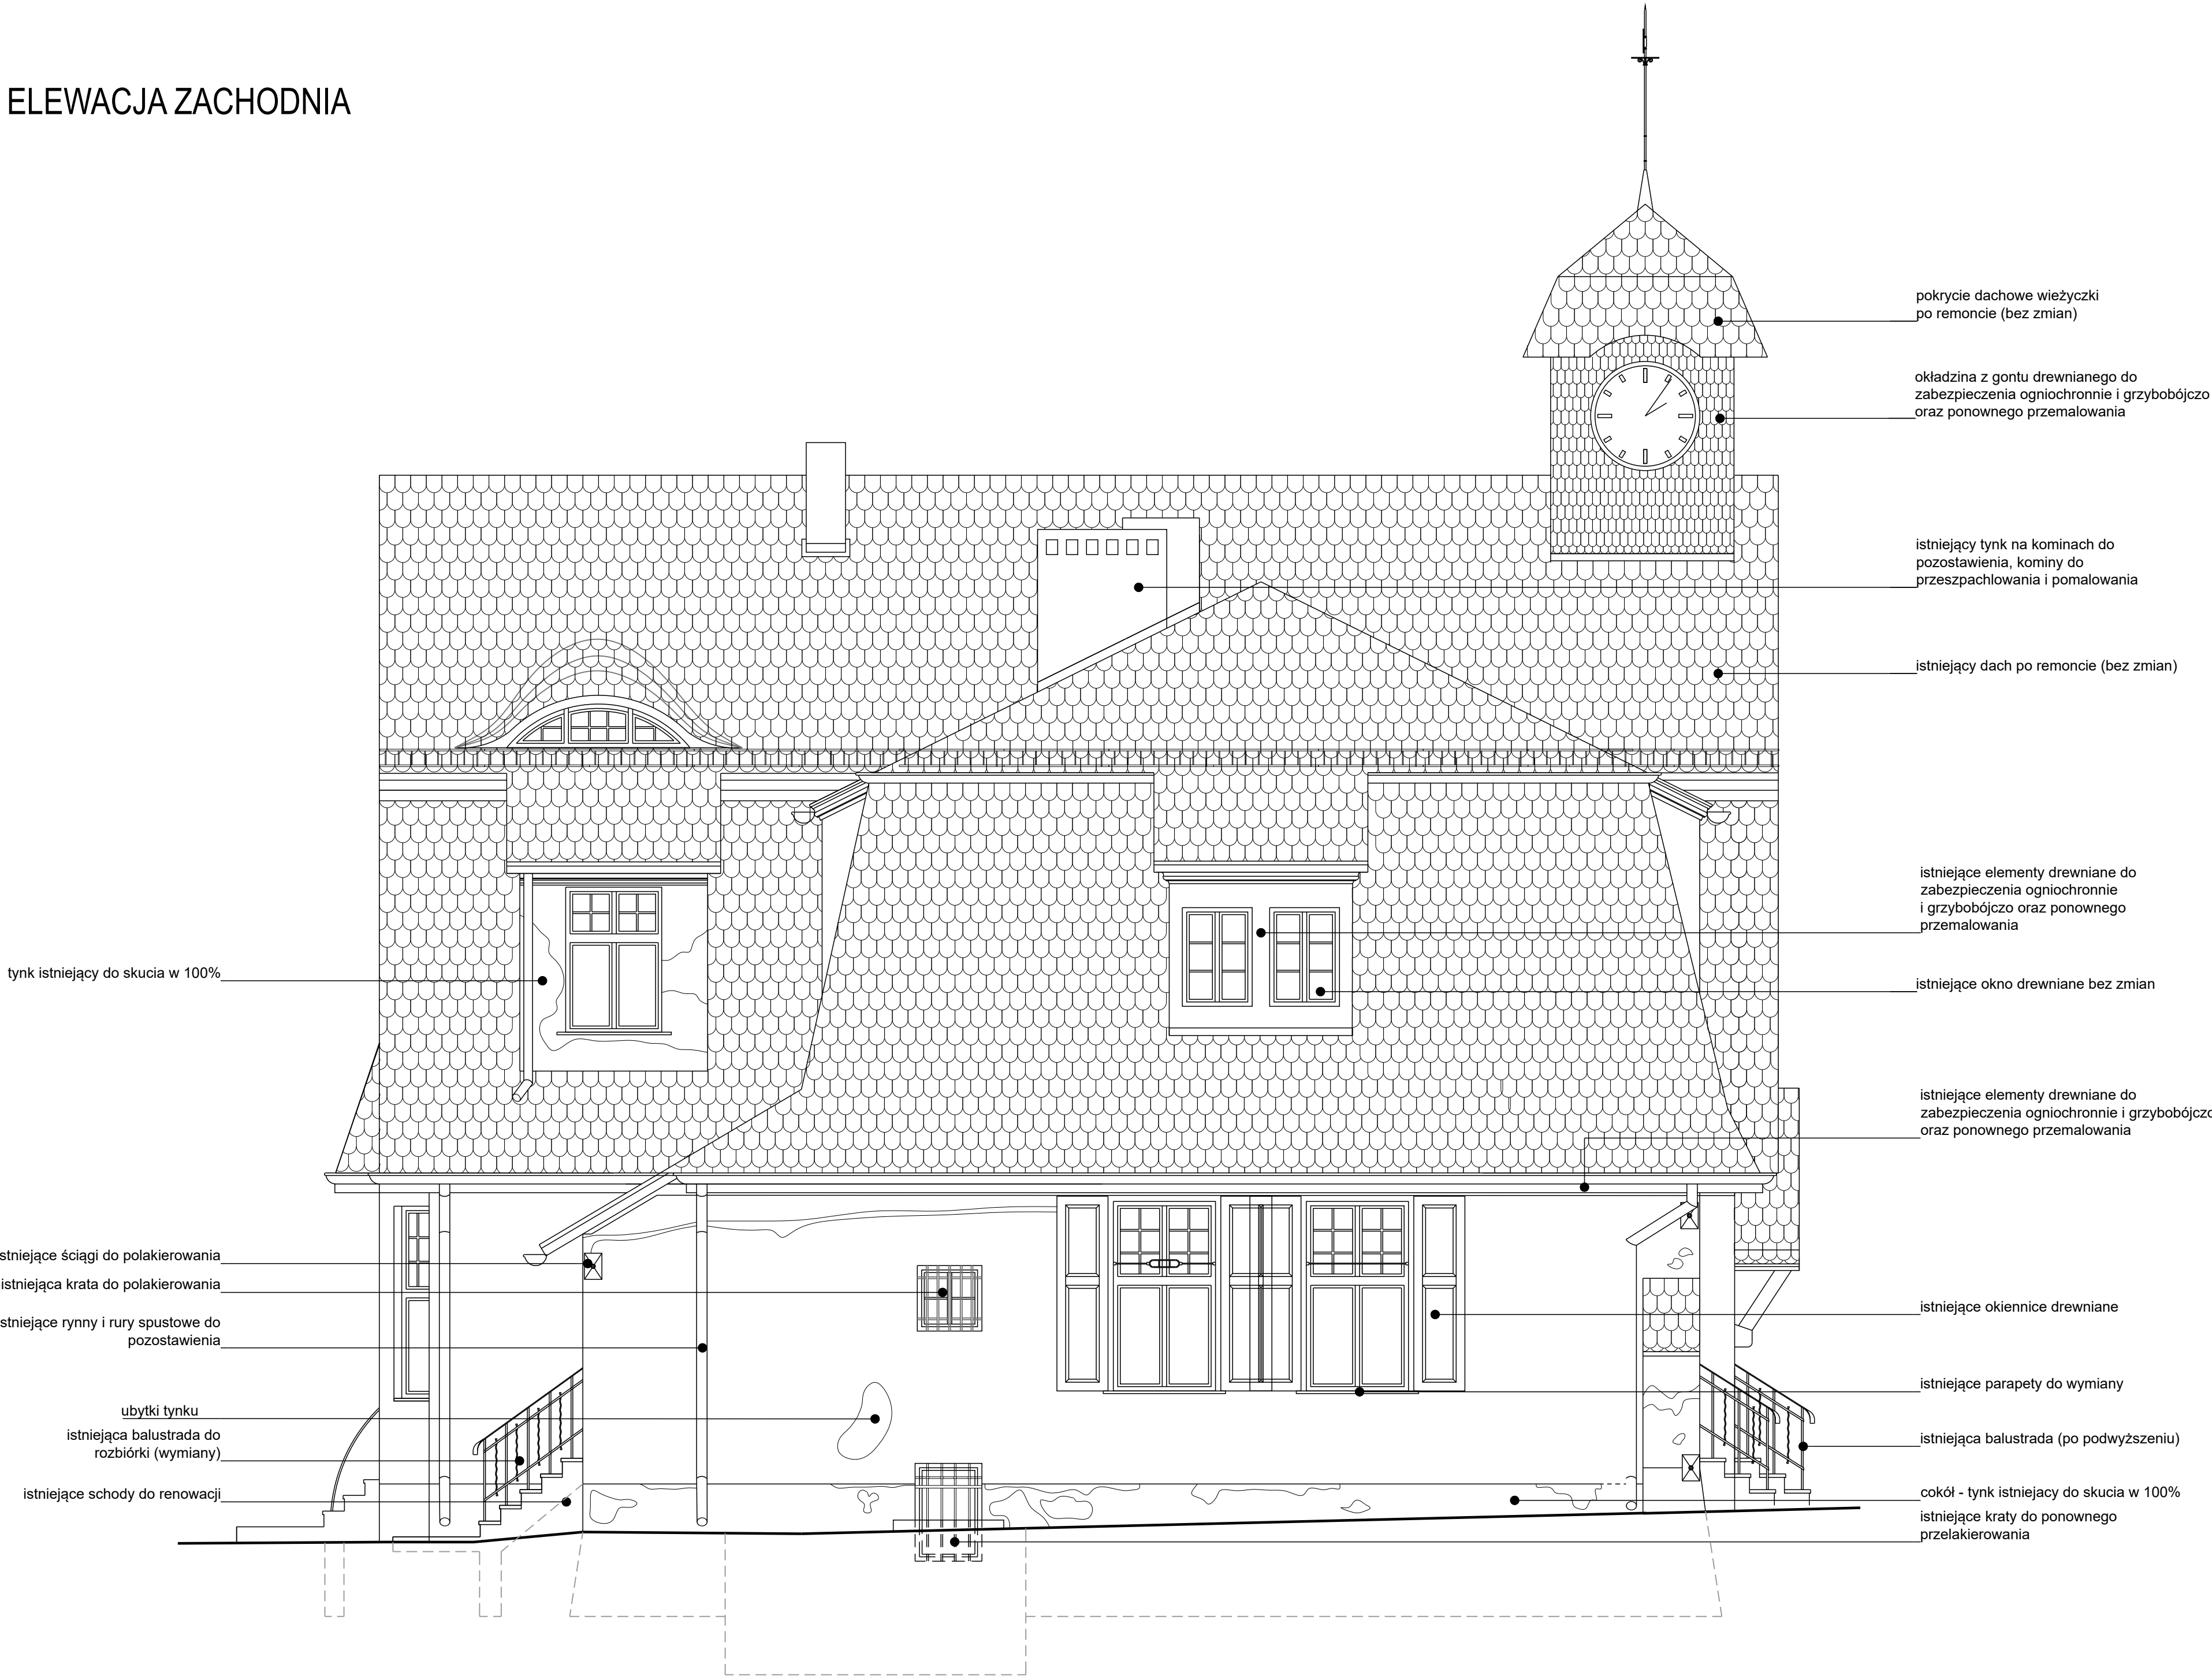 ELEWACJA ZACHODNIA
pokrycie dachowe wieżyczki
po remoncie (bez zmian)
okładzina z gontu drewnianego do
zabezpieczenia ogniochronnie i grzybobójczo
oraz ponownego przemalowania
istniejący tynk na kominach do
pozostawienia, kominy do
przeszpachlowania i pomalowania
istniejący dach po remoncie (bez zmian)
istniejące elementy drewniane do
zabezpieczenia ogniochronnie
i grzybobójczo oraz ponownego
przemalowania
istniejące okno drewniane bez zmian
istniejące elementy drewniane do
zabezpieczenia ogniochronnie i grzybobójczo
oraz ponownego przemalowania
istniejące okiennice drewniane
istniejące parapety do wymiany
istniejąca balustrada (po podwyższeniu)
cokół - tynk istniejacy do skucia w 100%
istniejące kraty do ponownego
przelakierowania
tynk istniejący do skucia w 100%
stniejące ściągi do polakierowania
istniejąca krata do polakierowania
stniejące rynny i rury spustowe do
pozostawienia
ubytki tynku
istniejąca balustrada do
rozbiórki (wymiany)
istniejące schody do renowacji